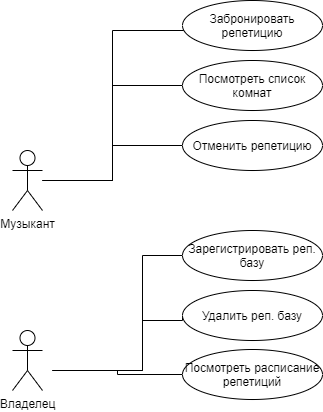 Забронировать
репетицию
Посмотреть список
комнат
Отменить репетицию
Музыкант
Зарегистрировать реп.
базу
Удалить реп. базу
Посмотреть расписание
репетиций
Владелец